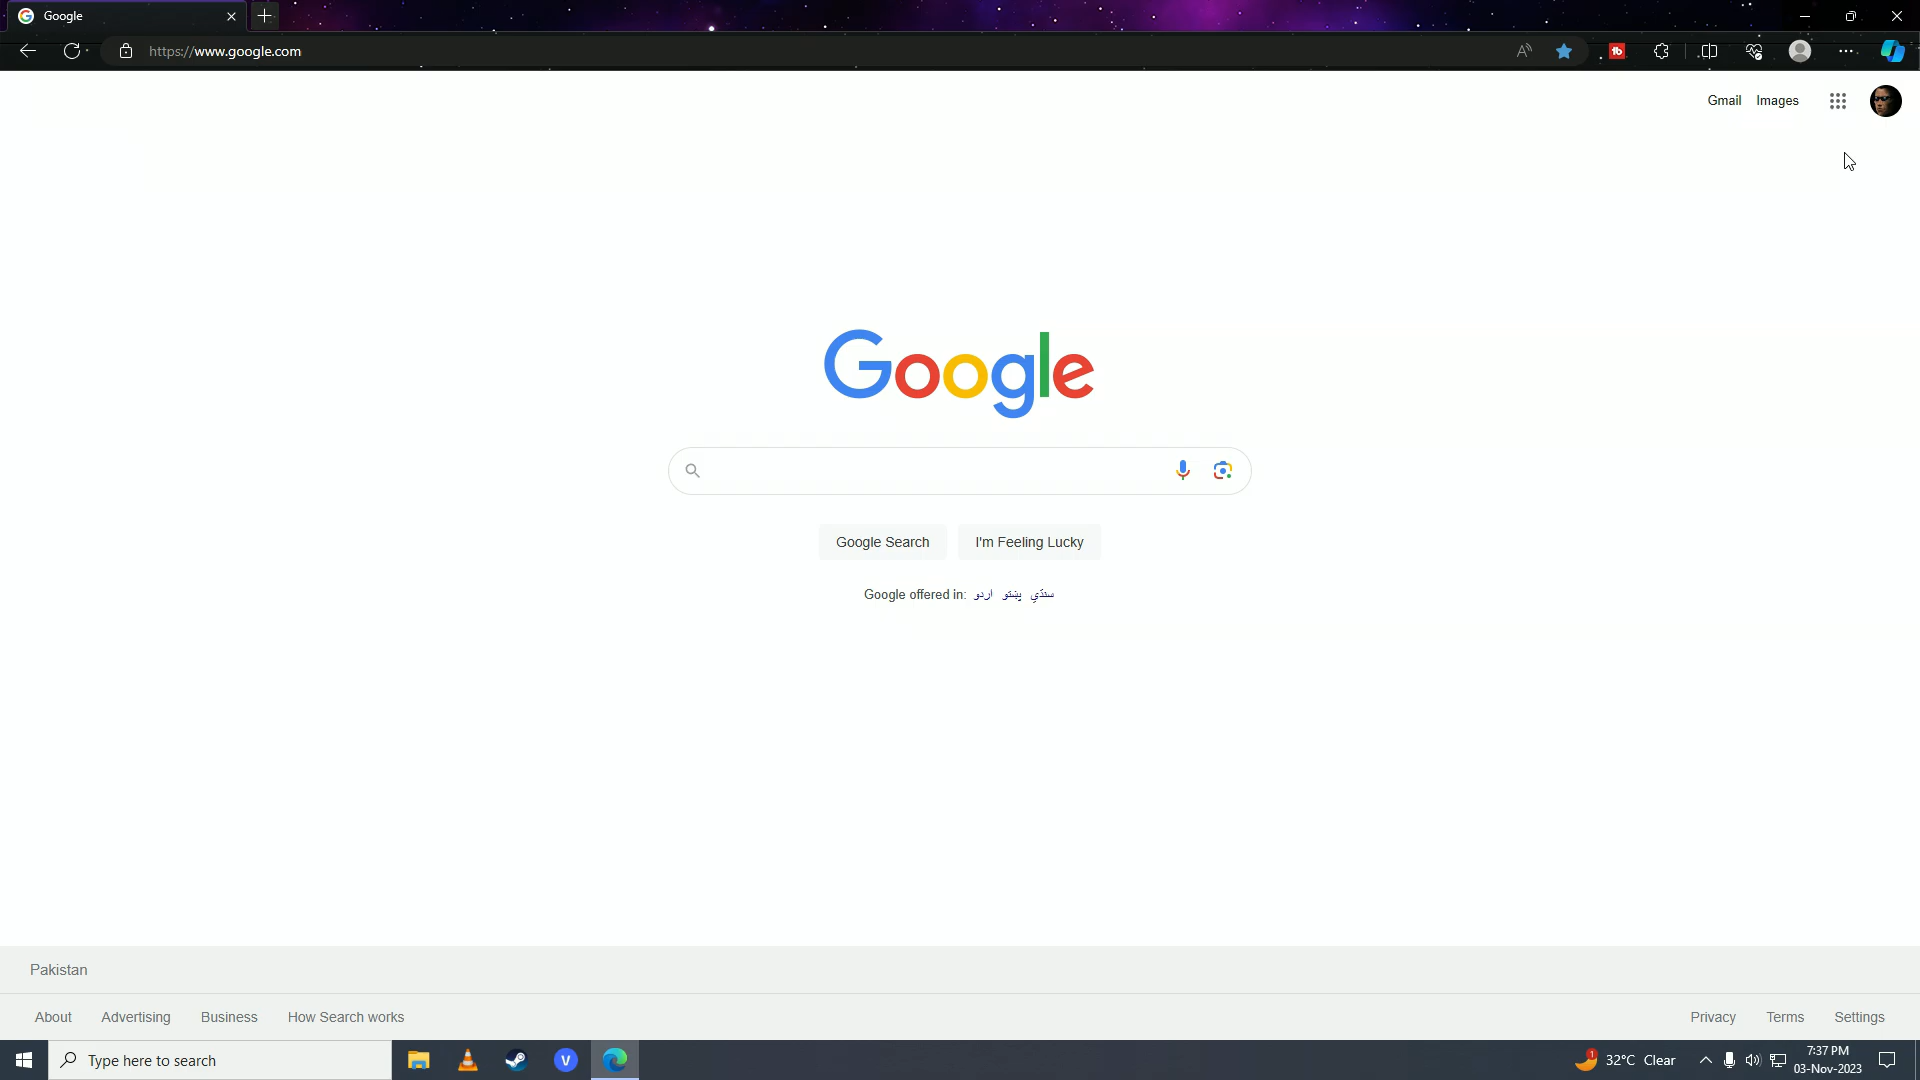 Google
https://www.google.com
Gmail Images
Google
Google Search I'm Feeling Lucky
Google offered in: اردو پښتو سنڌي
Pakistan
About Advertising Business How Search works
Privacy Terms Settings
Type here to search
V
1
32°C Clear
7:37 PM
03-Nov-2023